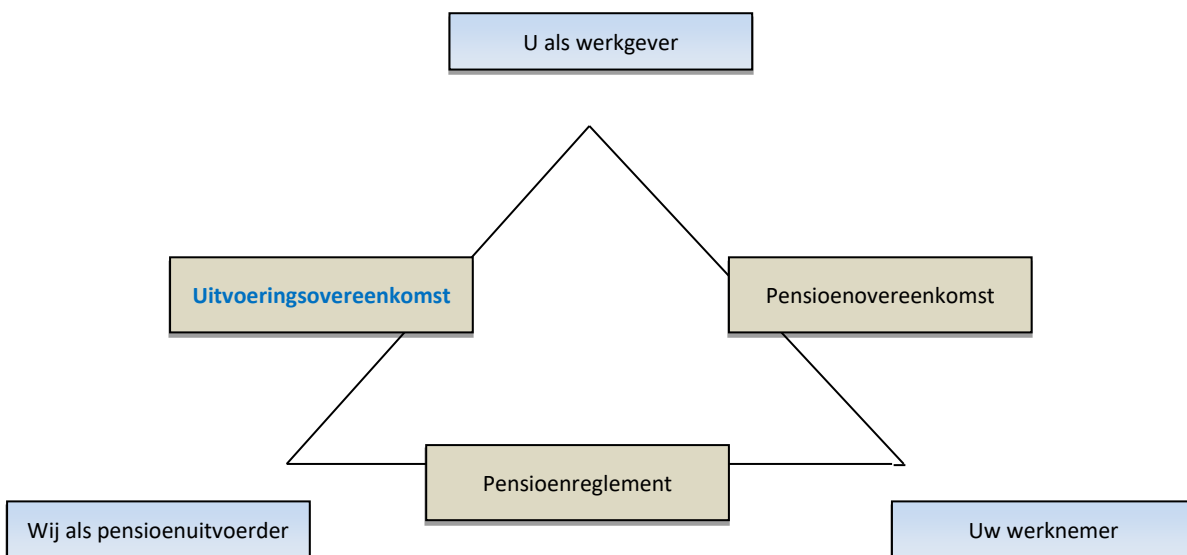 U als werkgever
Uitvoeringsovereenkomst
Pensioenovereenkomst
Pensioenreglement
Wij als pensioenuitvoerder
Uw werknemer